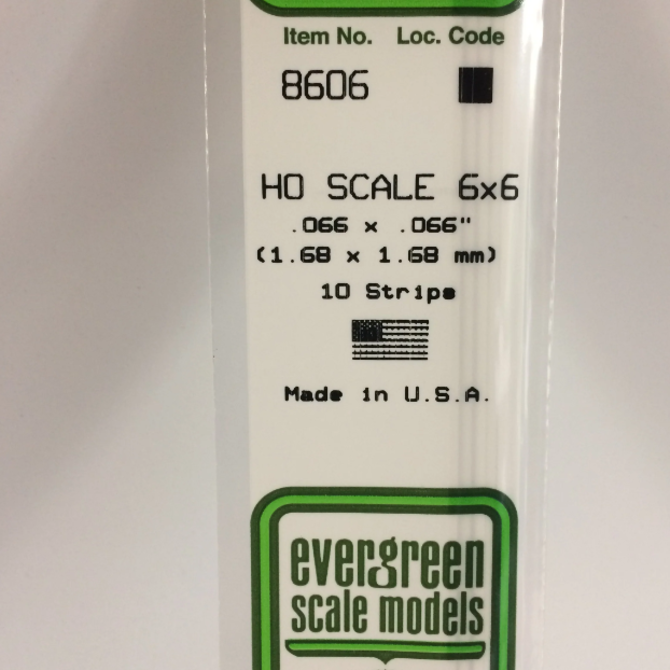 Item No. Loc. Code
8606
HO SCALE 6x6
.066 x .066"
(1.68 x 1.68 mm)
10 Strips
Made in U.S.A.
evergreen
scale models